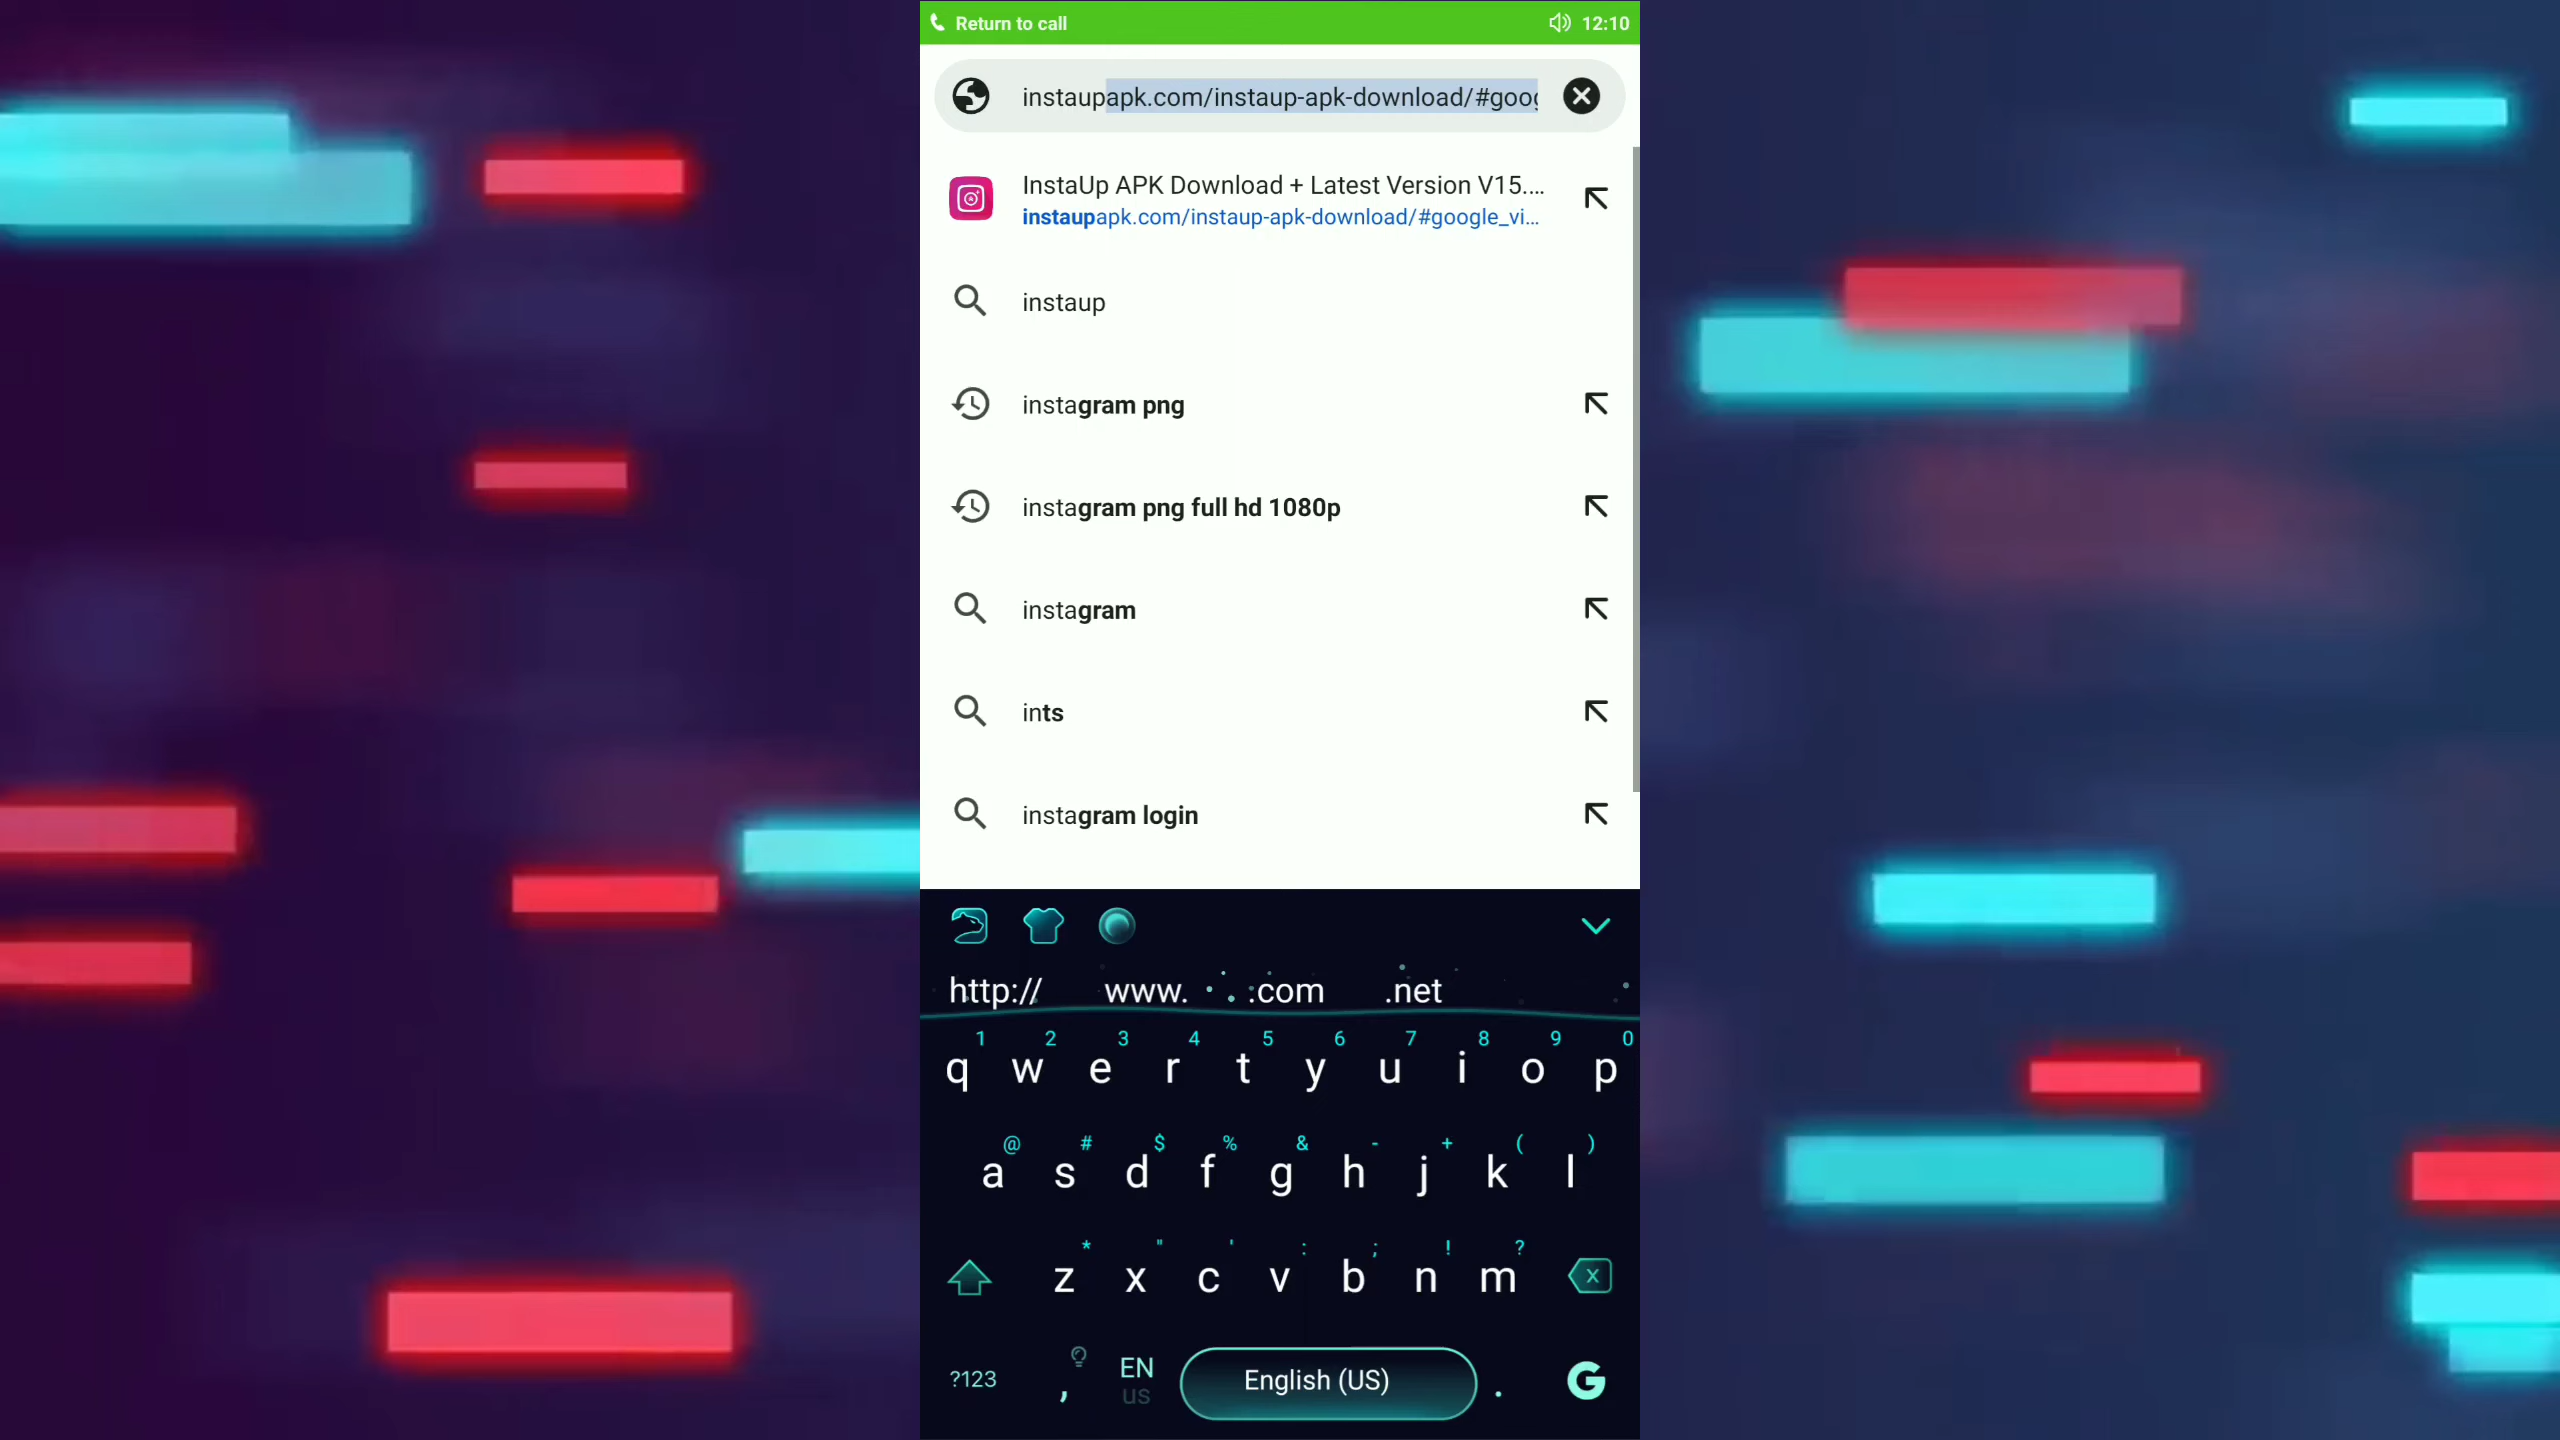 Return to call
12:10
instaupapk.com/instaup-apk-download/#goog
InstaUp APK Download + Latest Version V15.…
instaupapk.com/instaup-apk-download/#google_vi…
instaup
instagram png
instagram png full hd 1080p
instagram
ints
instagram login
http:// www. .com .net
1 2 3 4 5 6 7 8 9 0
q w e r t y u i o p
@ # $ % & - + ( )
a s d f g h j k l
* " ' : ; ! ?
z x c v b n m
?123 , EN English (US) . G
US